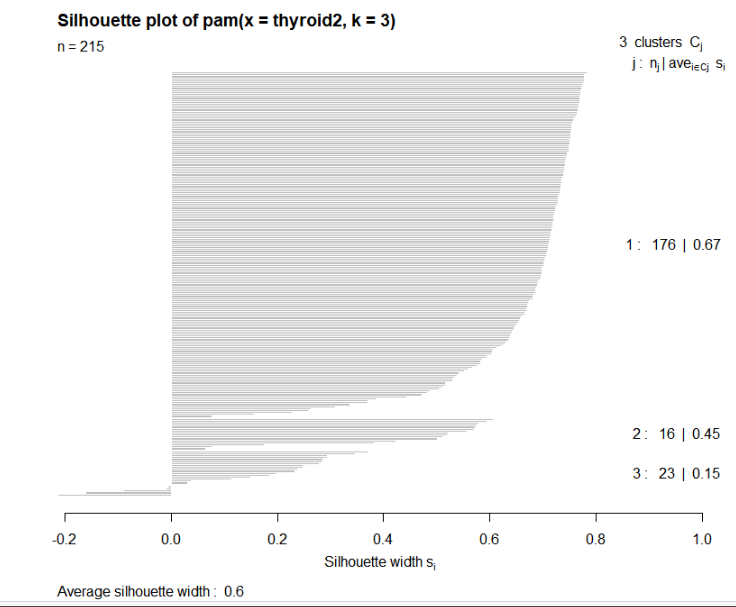 Silhouette plot of pam(x = thyroid2, k = 3)
n = 215
3 clusters Cj
j : nj | avei∈Cj si
1 : 176 | 0.67
2 : 16 | 0.45
3 : 23 | 0.15
-0.2 0.0 0.2 0.4 0.6 0.8 1.0
Silhouette width si
Average silhouette width : 0.6